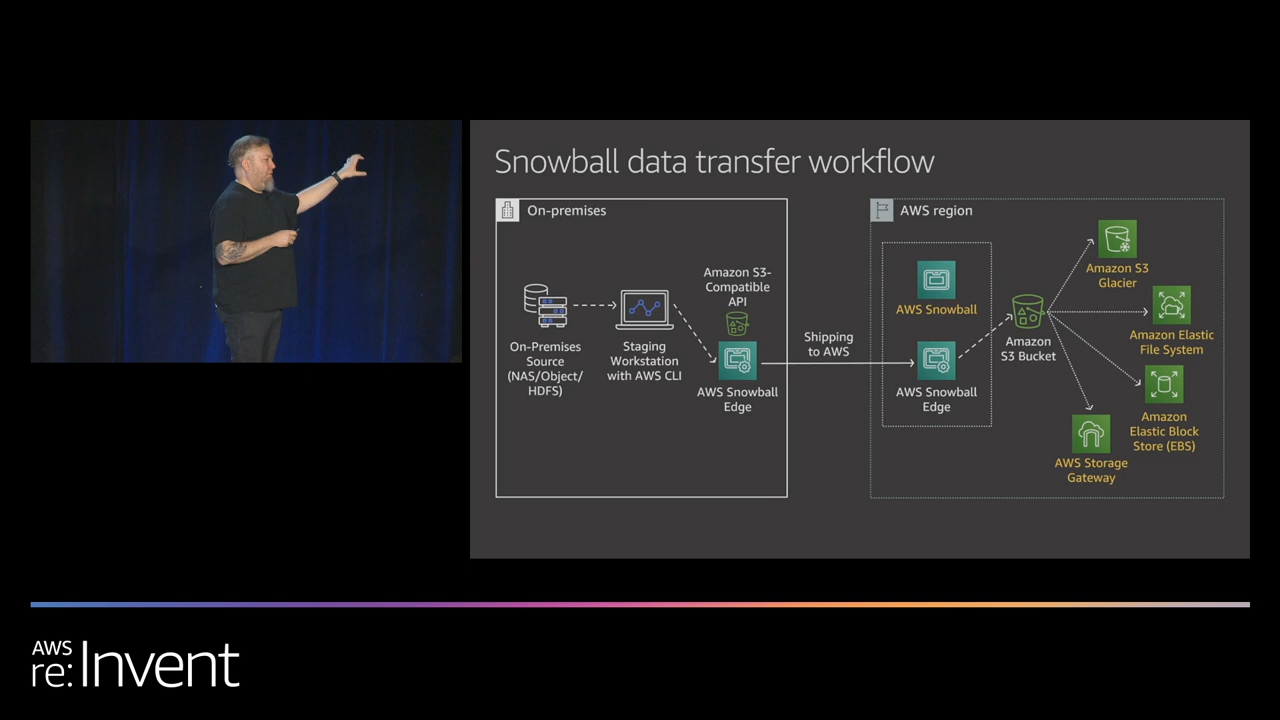 Snowball data transfer workflow
On-premises
On-Premises
Source
(NAS/Object/
HDFS)
Staging
Workstation
with AWS CLI
Amazon S3-
Compatible
API
AWS Snowball
Edge
Shipping
to AWS
AWS region
AWS Snowball
AWS Snowball
Edge
Amazon
S3 Bucket
Amazon S3
Glacier
Amazon Elastic
File System
Amazon
Elastic Block
Store (EBS)
AWS Storage
Gateway
AWS
re:Invent